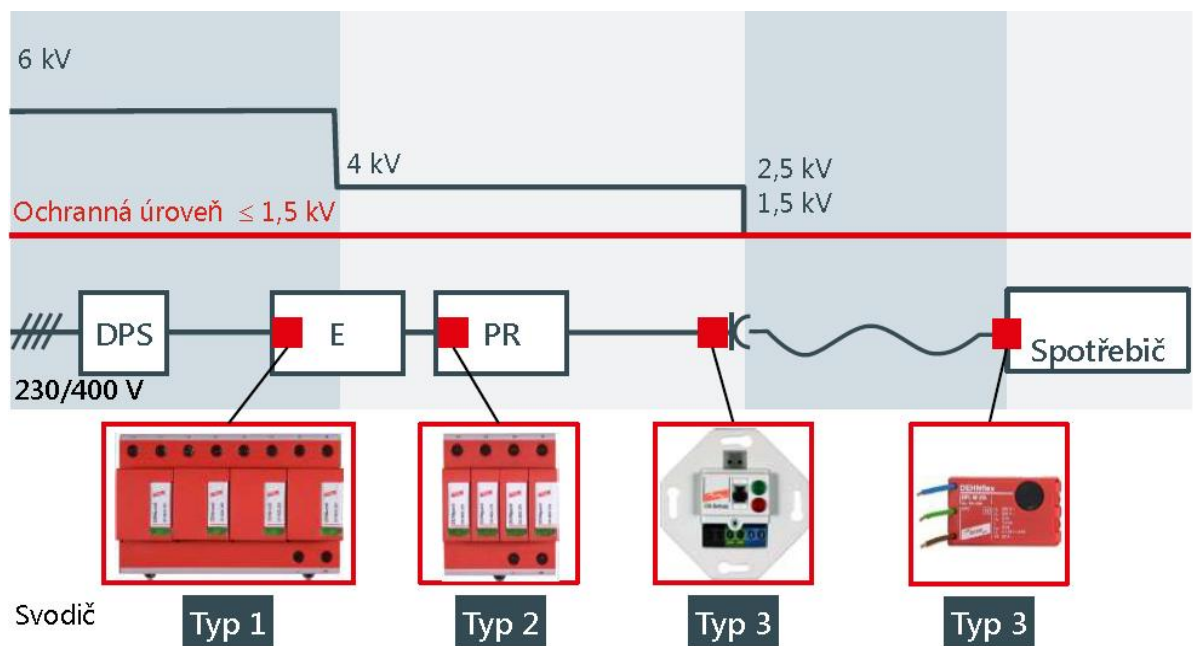 6 kV
4 kV
2,5 kV
1,5 kV
Ochranná úroveň ≤ 1,5 kV
DPS
E
PR
Spotřebič
230/400 V
DEHNflex
Svodič
Typ 1
Typ 2
Typ 3
Typ 3